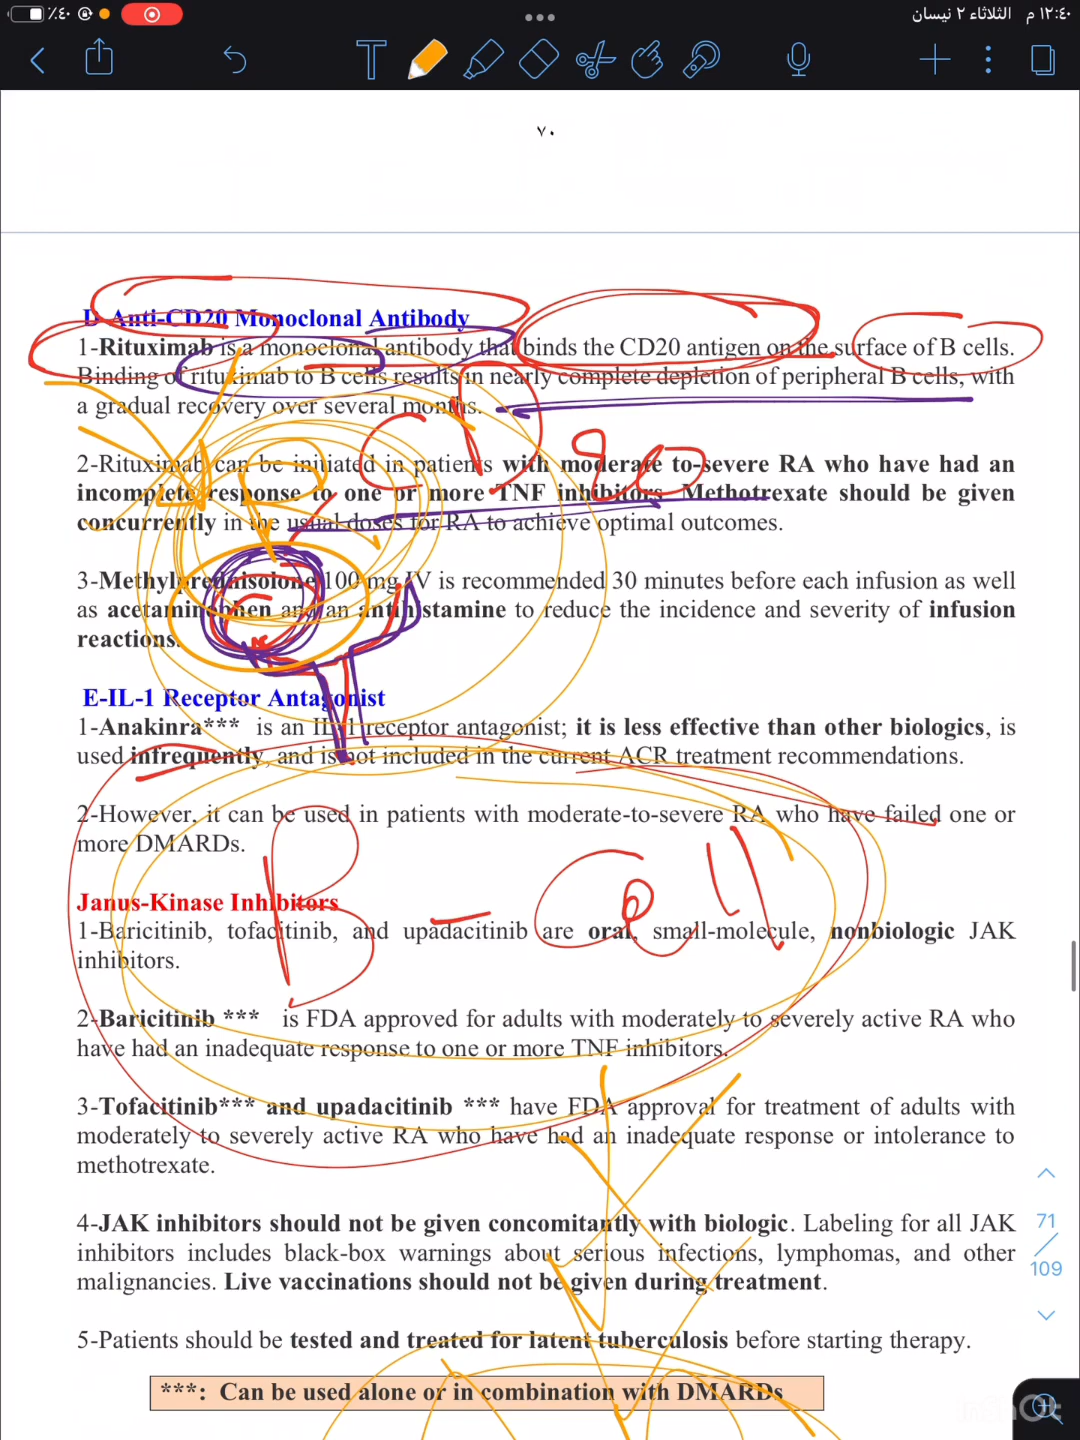 ٪٤٠
١٢:٤٠ م الثلاثاء ٢ نيسان
٧٠
D-Anti-CD20 Monoclonal Antibody
1-Rituximab is a monoclonal antibody that binds the CD20 antigen on the surface of B cells.
Binding of rituximab to B cells results in nearly complete depletion of peripheral B cells, with
a gradual recovery over several months.
2-Rituximab can be initiated in patients with moderate to-severe RA who have had an
incomplete response to one or more TNF inhibitors. Methotrexate should be given
concurrently in the usual doses for RA to achieve optimal outcomes.
3-Methylprednisolone 100 mg IV is recommended 30 minutes before each infusion as well
as acetaminophen and an antihistamine to reduce the incidence and severity of infusion
reactions.
E-IL-1 Receptor Antagonist
1-Anakinra*** is an IL-1 receptor antagonist; it is less effective than other biologics, is
used infrequently, and is not included in the current ACR treatment recommendations.
2-However, it can be used in patients with moderate-to-severe RA who have failed one or
more DMARDs.
B-cell
Janus-Kinase Inhibitors
1-Baricitinib, tofacitinib, and upadacitinib are oral, small-molecule, nonbiologic JAK
inhibitors.
2-Baricitinib *** is FDA approved for adults with moderately to severely active RA who
have had an inadequate response to one or more TNF inhibitors.
3-Tofacitinib*** and upadacitinib *** have FDA approval for treatment of adults with
moderately to severely active RA who have had an inadequate response or intolerance to
methotrexate.
4-JAK inhibitors should not be given concomitantly with biologic. Labeling for all JAK
inhibitors includes black-box warnings about serious infections, lymphomas, and other
malignancies. Live vaccinations should not be given during treatment.
5-Patients should be tested and treated for latent tuberculosis before starting therapy.
***: Can be used alone or in combination with DMARDs
71
109